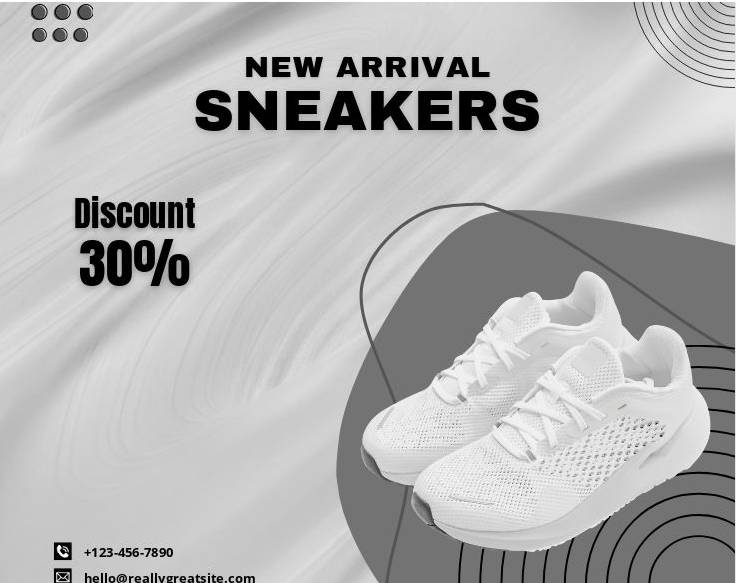 NEW ARRIVAL
SNEAKERS
Discount
30%
+123-456-7890
hello@reallygreatsite.com